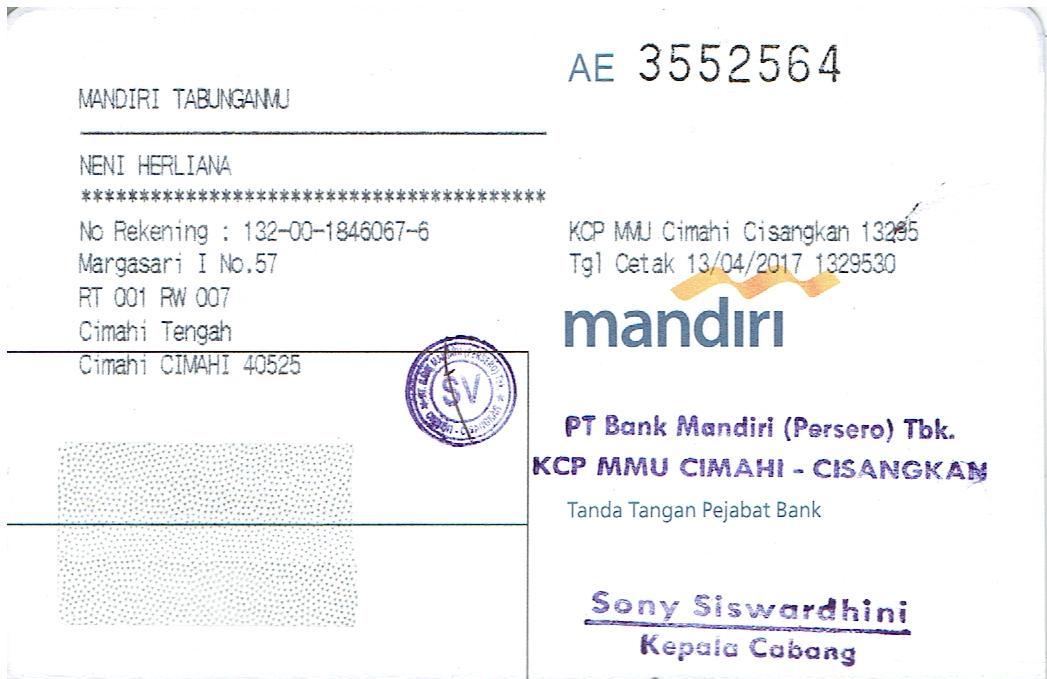 AE 3552564
MANDIRI TABUNGANMU
NENI HERLIANA
****************************************
No Rekening : 132-00-1846067-6
Margasari I No.57
RT 001 RW 007
Cimahi Tengah
Cimahi CIMAHI 40525
KCP MMU Cimahi Cisangkan 13295
Tgl Cetak 13/04/2017 1329530
mandiri
SV
PT Bank Mandiri (Persero) Tbk.
KCP MMU CIMAHI - CISANGKAN
Tanda Tangan Pejabat Bank
Sony Siswardhini
Kepala Cabang